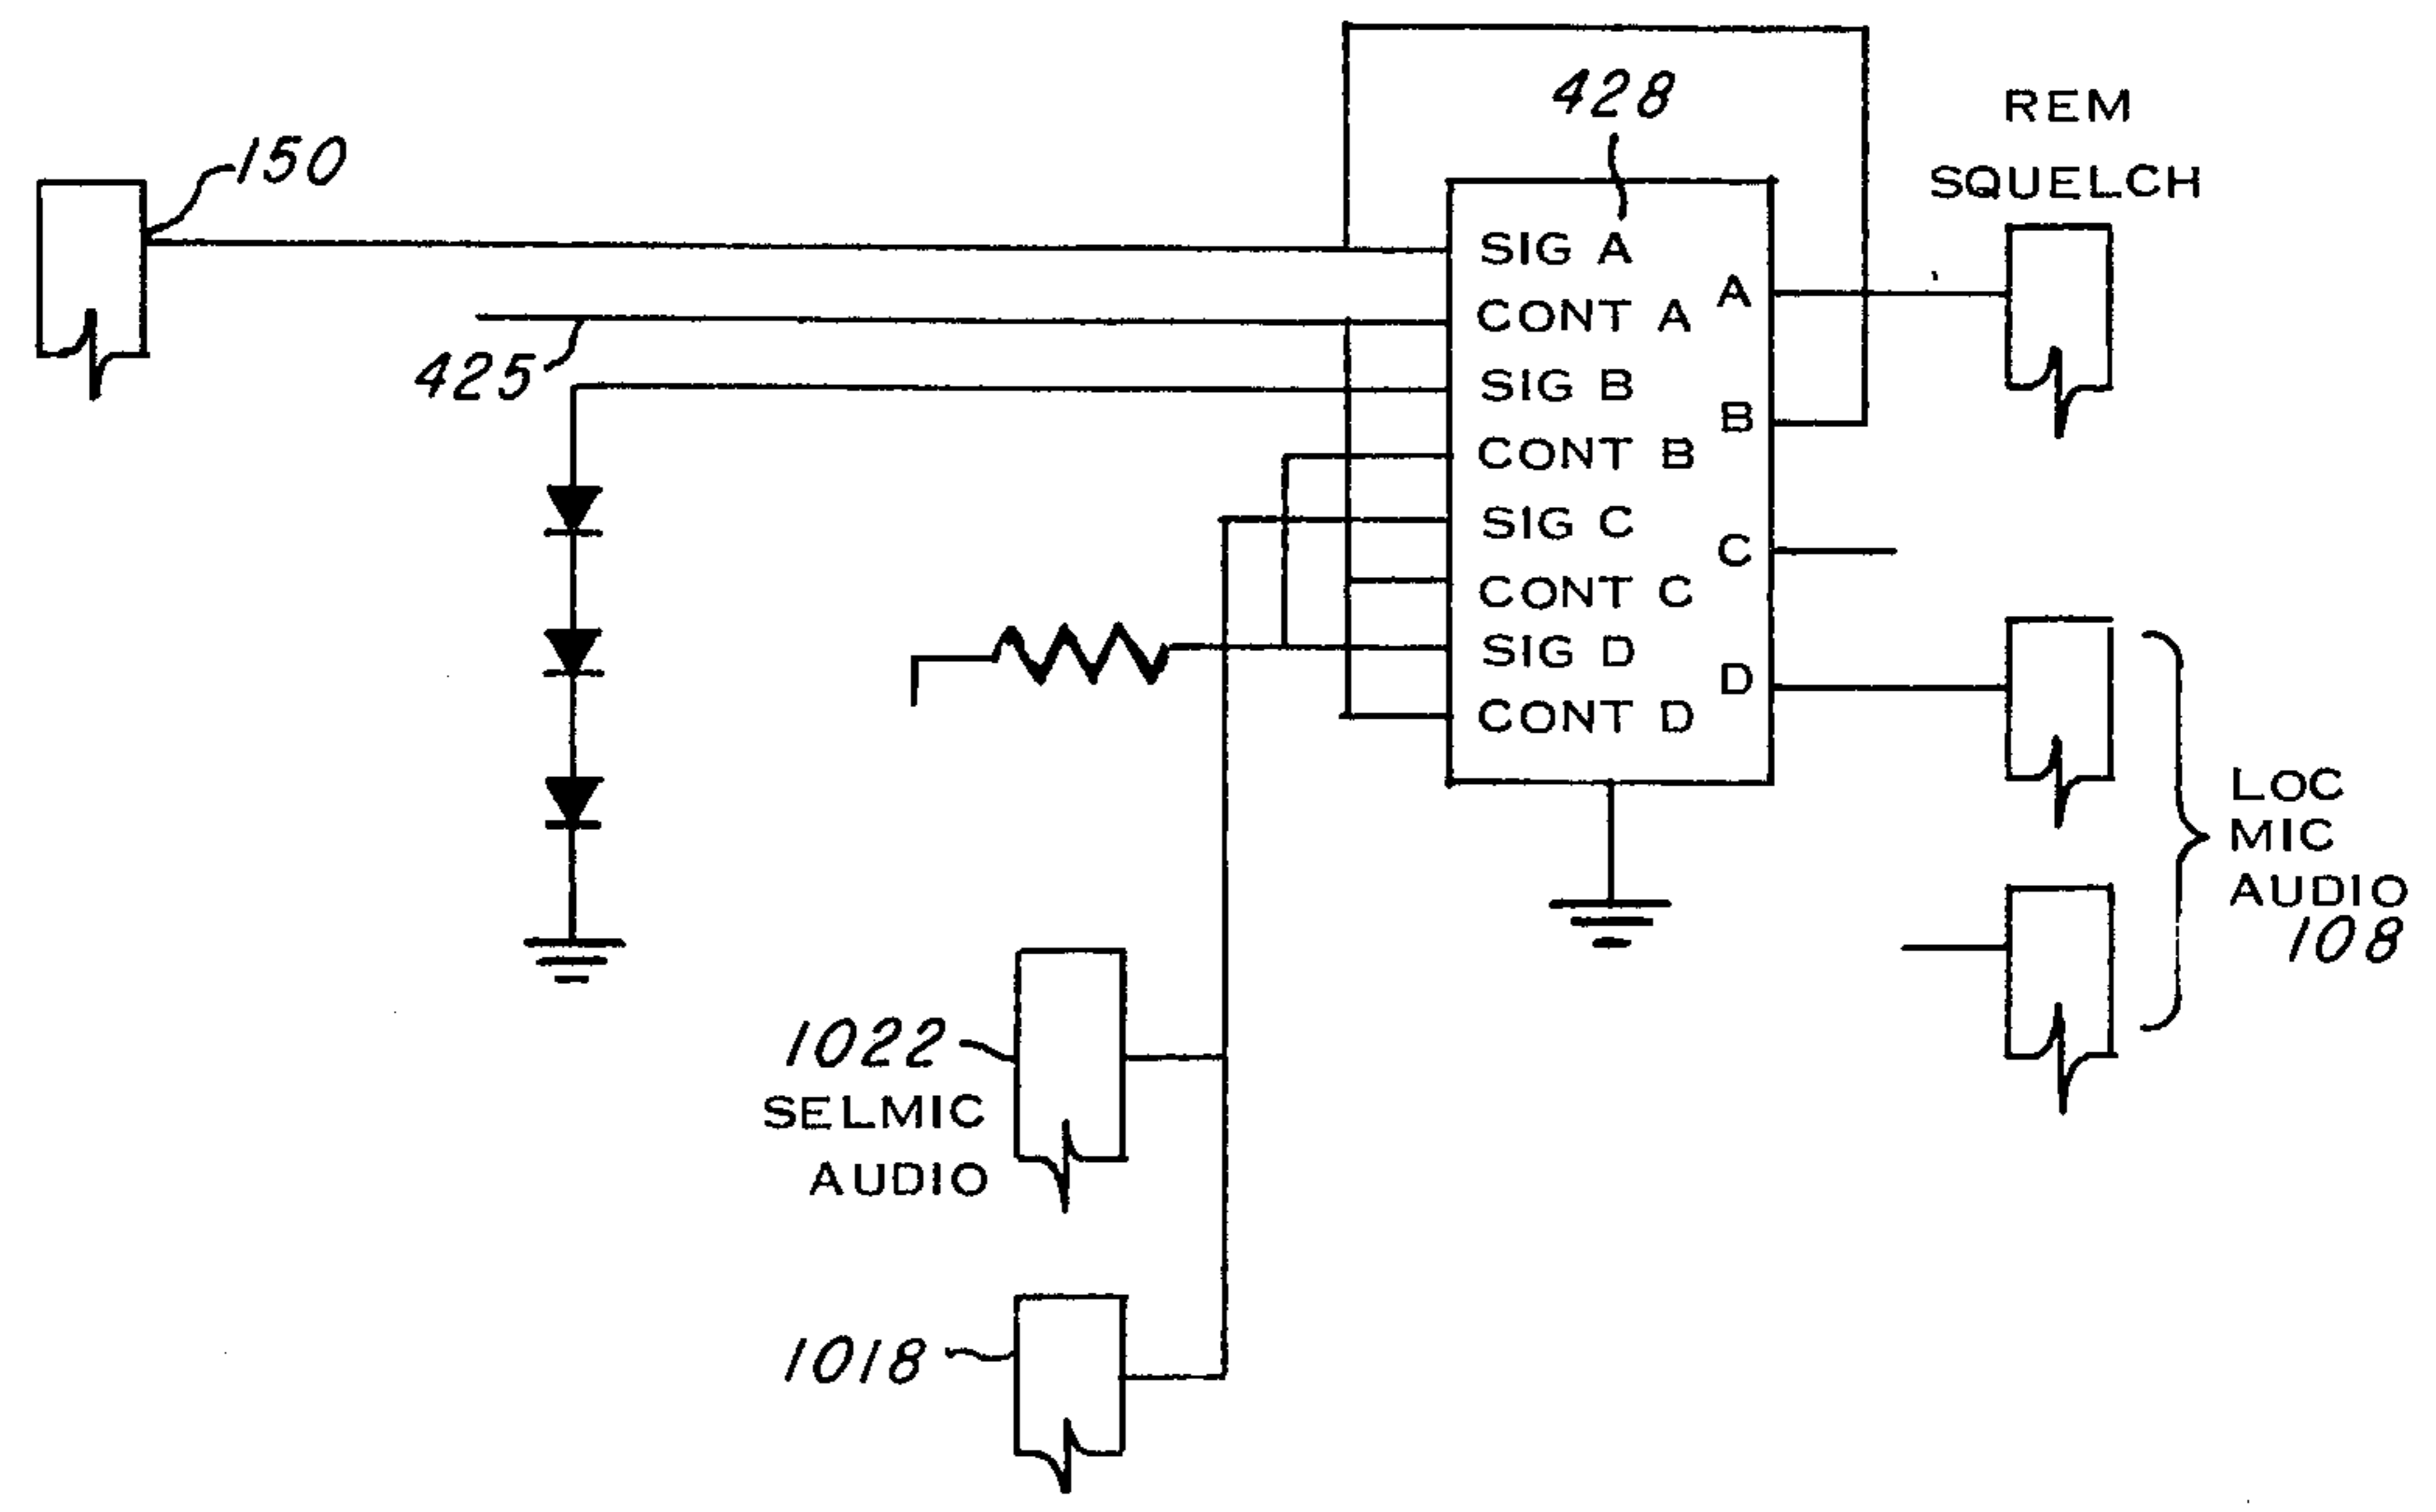 428
REM
SQUELCH
150
SIG A
CONT A
SIG B
CONT B
SIG C
CONT C
SIG D
CONT D
A
B
C
D
425
LOC
MIC
AUDIO
108
1022
SELMIC
AUDIO
1018